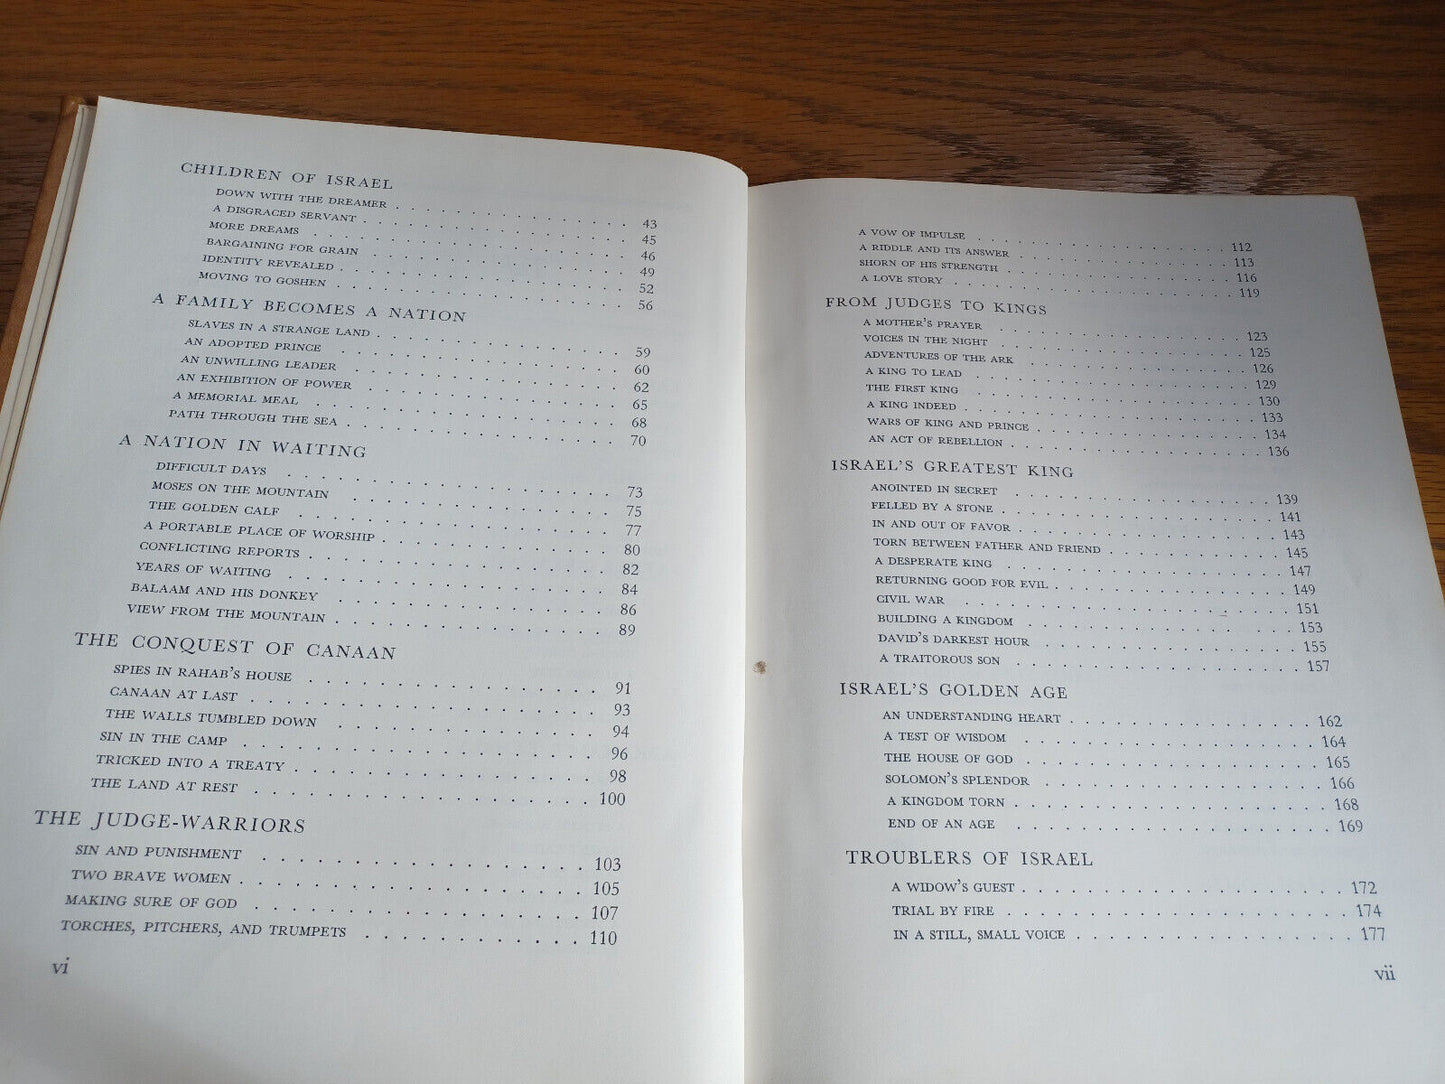 CHILDREN OF ISRAEL
DOWN WITH THE DREAMER . . . . . . . . . . . . . . . 43
A DISGRACED SERVANT . . . . . . . . . . . . . . . . 45
MORE DREAMS . . . . . . . . . . . . . . . . . . . . 46
BARGAINING FOR GRAIN . . . . . . . . . . . . . . . . 49
IDENTITY REVEALED . . . . . . . . . . . . . . . . . 52
MOVING TO GOSHEN . . . . . . . . . . . . . . . . . . 56
A FAMILY BECOMES A NATION
SLAVES IN A STRANGE LAND . . . . . . . . . . . . . . 59
AN ADOPTED PRINCE . . . . . . . . . . . . . . . . . 60
AN UNWILLING LEADER . . . . . . . . . . . . . . . . 62
AN EXHIBITION OF POWER . . . . . . . . . . . . . . . 65
A MEMORIAL MEAL . . . . . . . . . . . . . . . . . . 68
PATH THROUGH THE SEA . . . . . . . . . . . . . . . . 70
A NATION IN WAITING
DIFFICULT DAYS . . . . . . . . . . . . . . . . . . . 73
MOSES ON THE MOUNTAIN . . . . . . . . . . . . . . . 75
THE GOLDEN CALF . . . . . . . . . . . . . . . . . . 77
A PORTABLE PLACE OF WORSHIP . . . . . . . . . . . . . 80
CONFLICTING REPORTS . . . . . . . . . . . . . . . . 82
YEARS OF WAITING . . . . . . . . . . . . . . . . . . 84
BALAAM AND HIS DONKEY . . . . . . . . . . . . . . . 86
VIEW FROM THE MOUNTAIN . . . . . . . . . . . . . . . 89
THE CONQUEST OF CANAAN
SPIES IN RAHAB'S HOUSE . . . . . . . . . . . . . . . 91
CANAAN AT LAST . . . . . . . . . . . . . . . . . . . 93
THE WALLS TUMBLED DOWN . . . . . . . . . . . . . . . 94
SIN IN THE CAMP . . . . . . . . . . . . . . . . . . 96
TRICKED INTO A TREATY . . . . . . . . . . . . . . . 98
THE LAND AT REST . . . . . . . . . . . . . . . . . . 100
THE JUDGE-WARRIORS
SIN AND PUNISHMENT . . . . . . . . . . . . . . . . . 103
TWO BRAVE WOMEN . . . . . . . . . . . . . . . . . . 105
MAKING SURE OF GOD . . . . . . . . . . . . . . . . . 107
TORCHES, PITCHERS, AND TRUMPETS . . . . . . . . . . . 110
vi
A VOW OF IMPULSE . . . . . . . . . . . . . . . . . . 112
A RIDDLE AND ITS ANSWER . . . . . . . . . . . . . . 113
SHORN OF HIS STRENGTH . . . . . . . . . . . . . . . 116
A LOVE STORY . . . . . . . . . . . . . . . . . . . . 119
FROM JUDGES TO KINGS
A MOTHER'S PRAYER . . . . . . . . . . . . . . . . . 123
VOICES IN THE NIGHT . . . . . . . . . . . . . . . . 125
ADVENTURES OF THE ARK . . . . . . . . . . . . . . . 126
A KING TO LEAD . . . . . . . . . . . . . . . . . . . 129
THE FIRST KING . . . . . . . . . . . . . . . . . . . 130
A KING INDEED . . . . . . . . . . . . . . . . . . . 133
WARS OF KING AND PRINCE . . . . . . . . . . . . . . 134
AN ACT OF REBELLION . . . . . . . . . . . . . . . . 136
ISRAEL'S GREATEST KING
ANOINTED IN SECRET . . . . . . . . . . . . . . . . . 139
FELLED BY A STONE . . . . . . . . . . . . . . . . . 141
IN AND OUT OF FAVOR . . . . . . . . . . . . . . . . 143
TORN BETWEEN FATHER AND FRIEND . . . . . . . . . . . 145
A DESPERATE KING . . . . . . . . . . . . . . . . . . 147
RETURNING GOOD FOR EVIL . . . . . . . . . . . . . . 149
CIVIL WAR . . . . . . . . . . . . . . . . . . . . . 151
BUILDING A KINGDOM . . . . . . . . . . . . . . . . . 153
DAVID'S DARKEST HOUR . . . . . . . . . . . . . . . . 155
A TRAITOROUS SON . . . . . . . . . . . . . . . . . . 157
ISRAEL'S GOLDEN AGE
AN UNDERSTANDING HEART . . . . . . . . . . . . . . . 162
A TEST OF WISDOM . . . . . . . . . . . . . . . . . . 164
THE HOUSE OF GOD . . . . . . . . . . . . . . . . . . 165
SOLOMON'S SPLENDOR . . . . . . . . . . . . . . . . . 166
A KINGDOM TORN . . . . . . . . . . . . . . . . . . . 168
END OF AN AGE . . . . . . . . . . . . . . . . . . . 169
TROUBLERS OF ISRAEL
A WIDOW'S GUEST . . . . . . . . . . . . . . . . . . 172
TRIAL BY FIRE . . . . . . . . . . . . . . . . . . . 174
IN A STILL, SMALL VOICE . . . . . . . . . . . . . . 177
vii